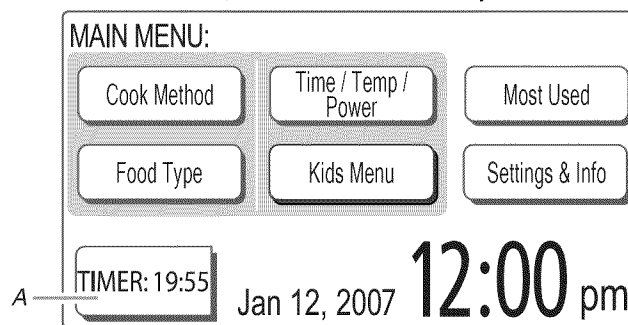 MAIN MENU:
Cook Method
Time / Temp /
Power
Most Used
Food Type
Kids Menu
Settings & Info
A
TIMER: 19:55
Jan 12, 2007
12:00 pm